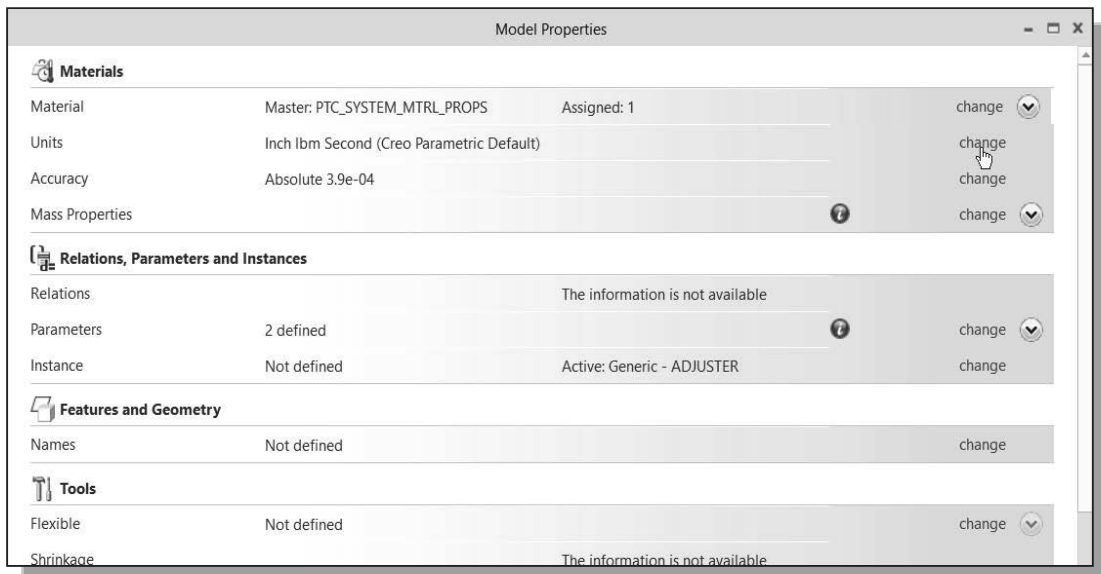 Model Properties
Materials
Material Master: PTC_SYSTEM_MTRL_PROPS Assigned: 1 change
Units Inch lbm Second (Creo Parametric Default) change
Accuracy Absolute 3.9e-04 change
Mass Properties change
Relations, Parameters and Instances
Relations The information is not available
Parameters 2 defined change
Instance Not defined Active: Generic - ADJUSTER change
Features and Geometry
Names Not defined change
Tools
Flexible Not defined change
Shrinkage The information is not available